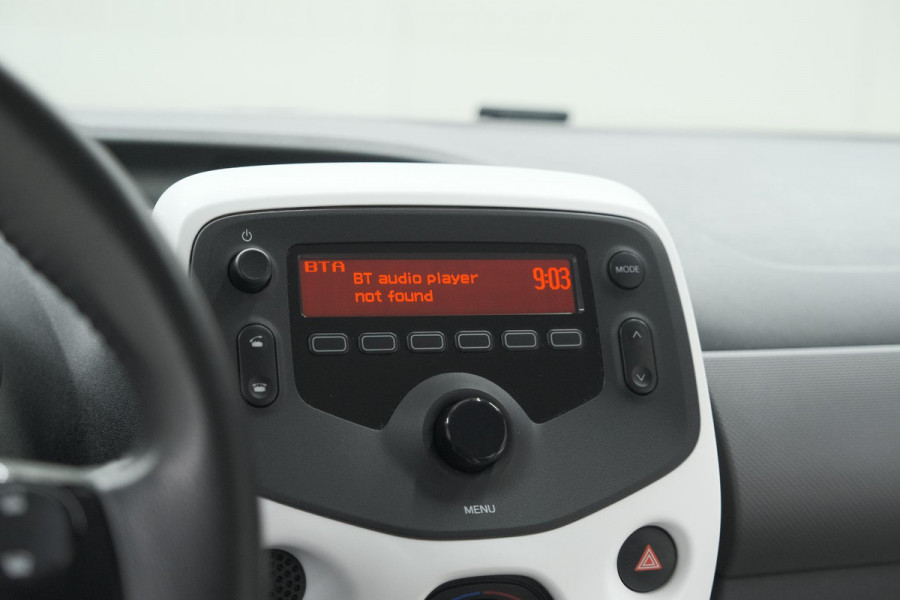 BTA
BT audio player
not found
9:03
MODE
MENU